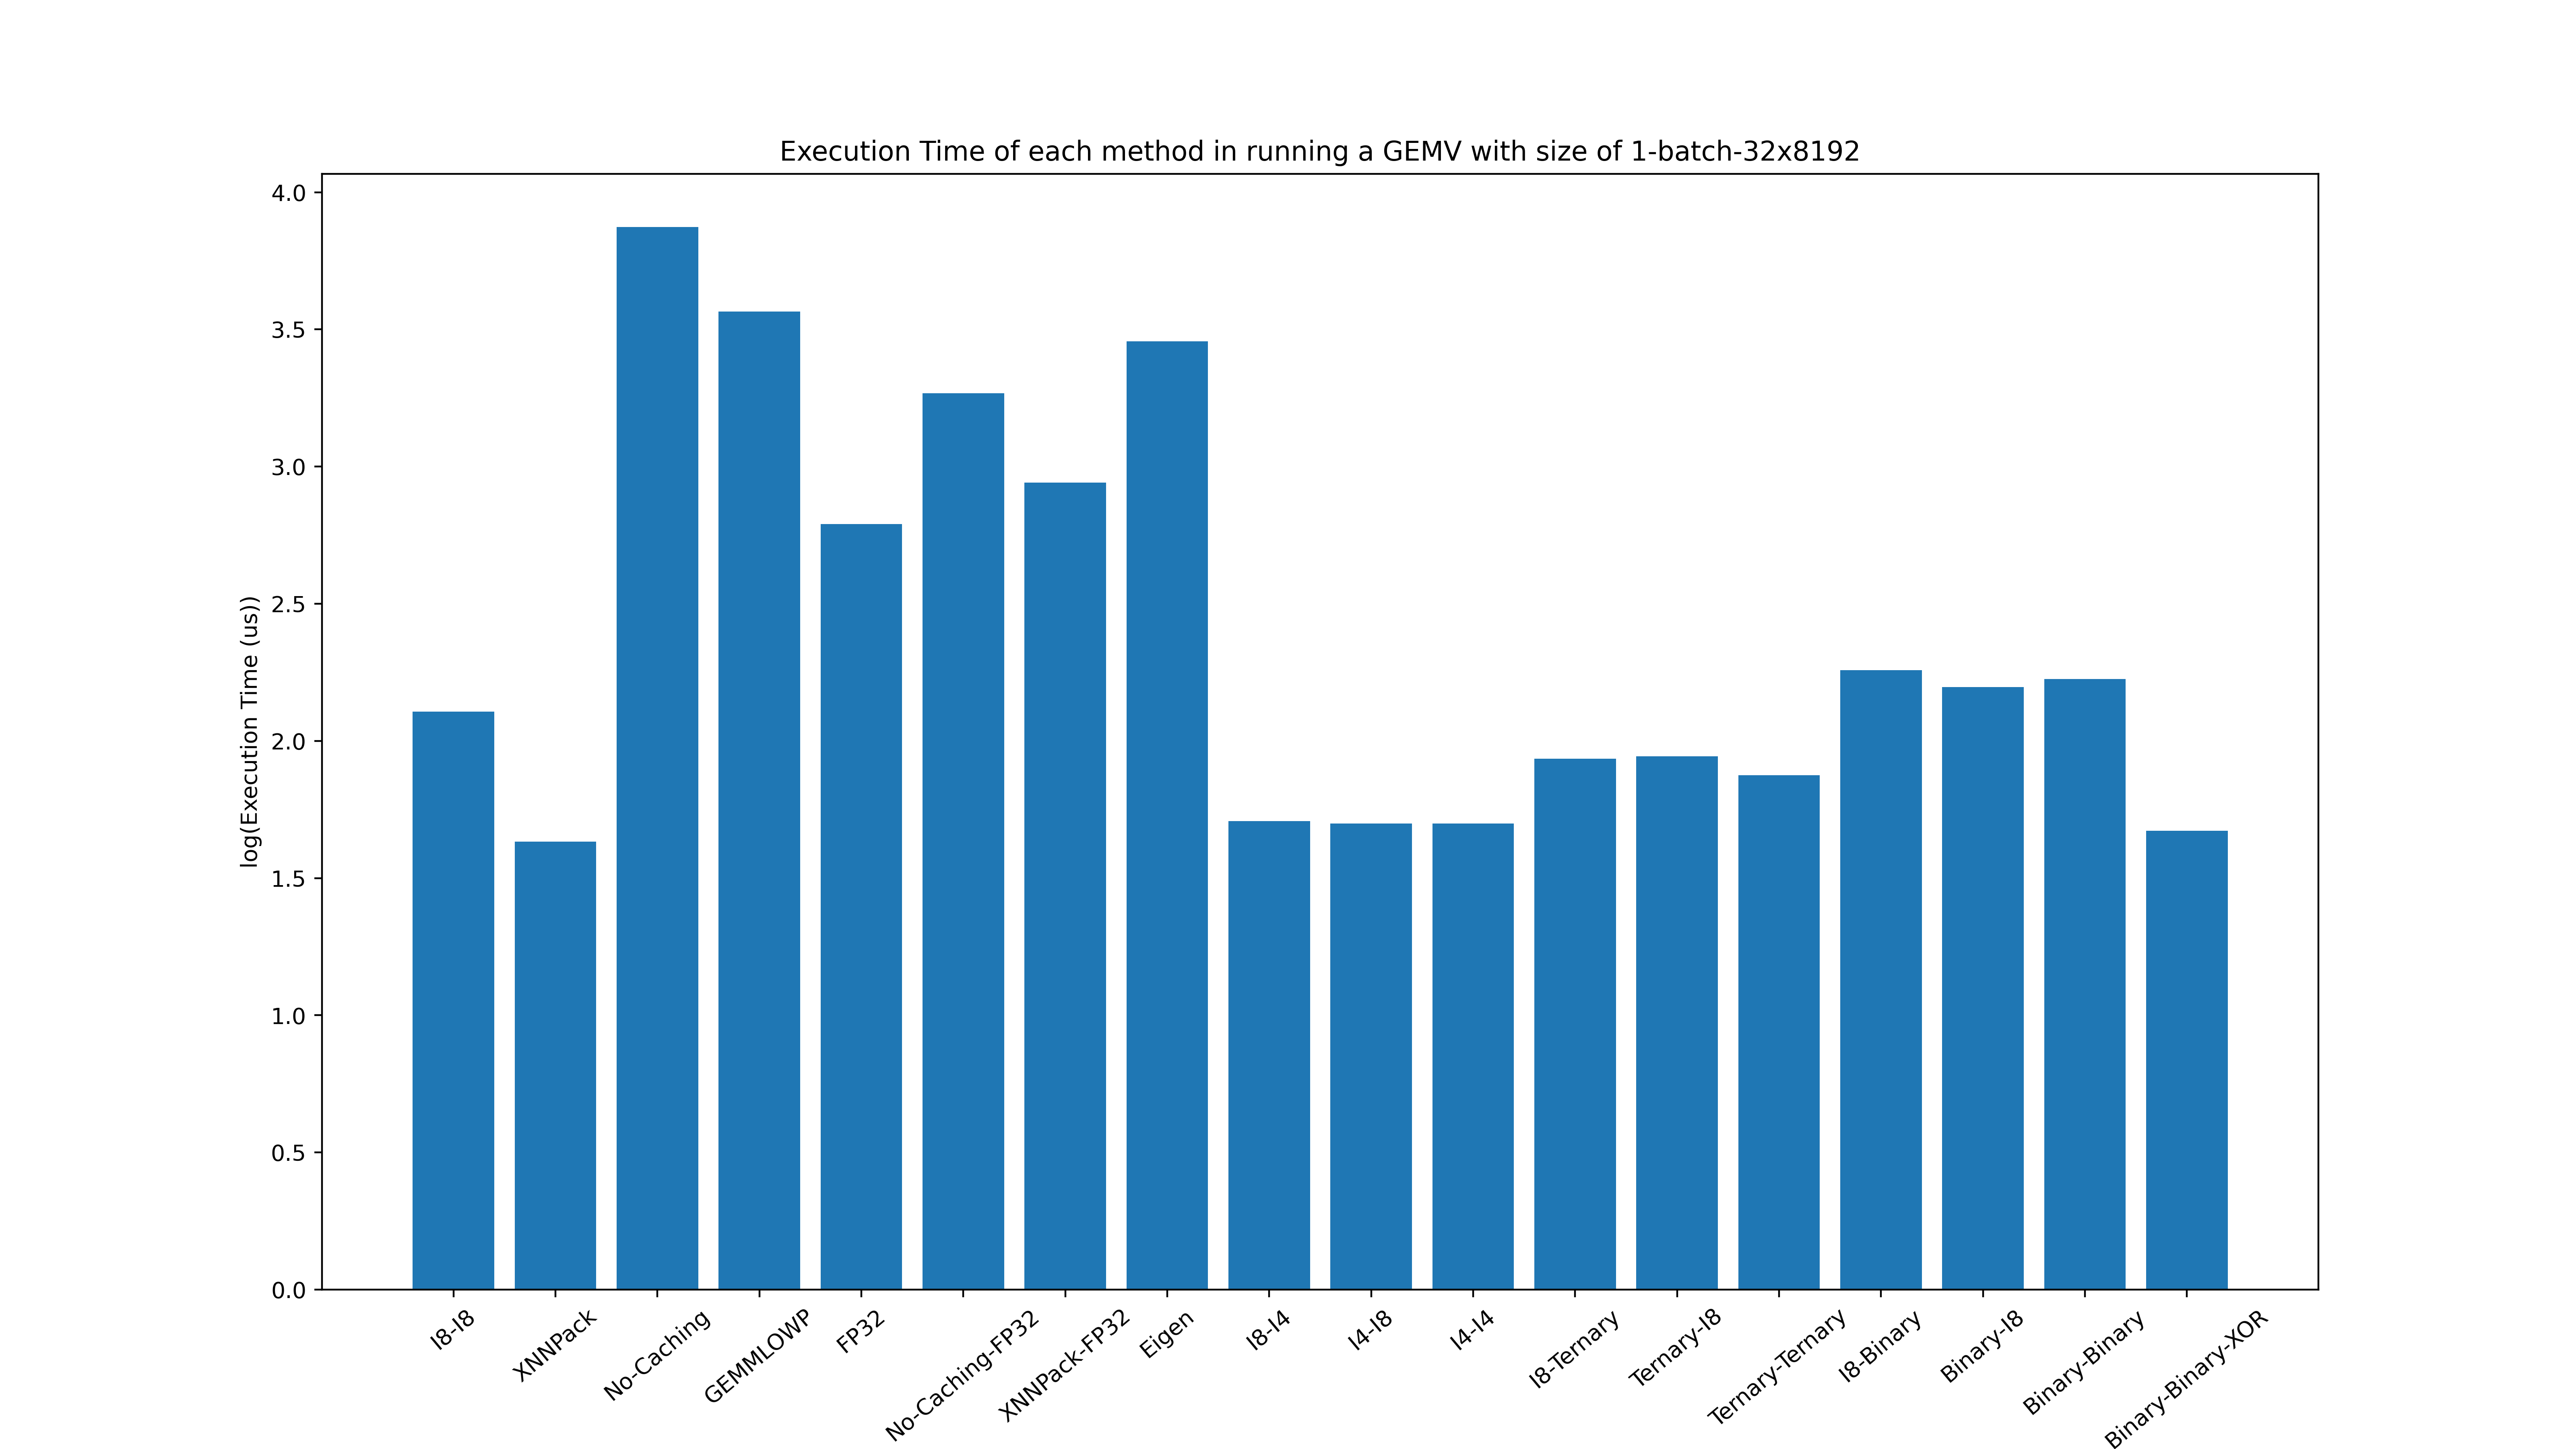 Execution Time of each method in running a GEMV with size of 1-batch-32x8192
4.0
3.5
3.0
2.5
2.0
1.5
1.0
0.5
0.0
log(Execution Time (us))
I8-I8
XNNPack
No-Caching
GEMMLOWP
FP32
No-Caching-FP32
XNNPack-FP32
Eigen
I8-I4
I4-I8
I4-I4
I8-Ternary
Ternary-I8
Ternary-Ternary
I8-Binary
Binary-I8
Binary-Binary
Binary-Binary-XOR